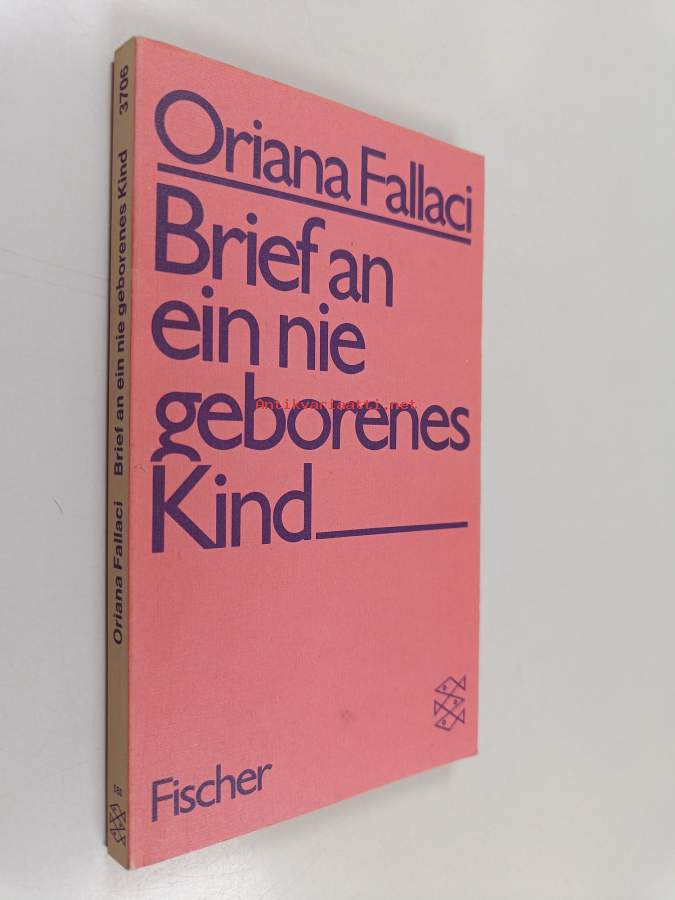 Oriana Fallaci
Brief an
ein nie
geborenes
Kind
Fischer
Oriana Fallaci Brief an ein nie geborenes Kind 3706
Antikvariaatti.net